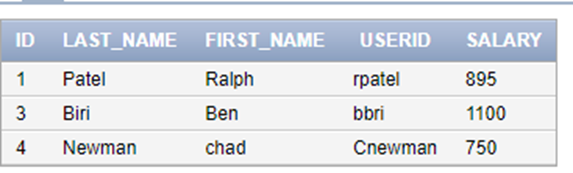 ID LAST_NAME FIRST_NAME USERID SALARY
1 Patel Ralph rpatel 895
3 Biri Ben bbri 1100
4 Newman chad Cnewman 750